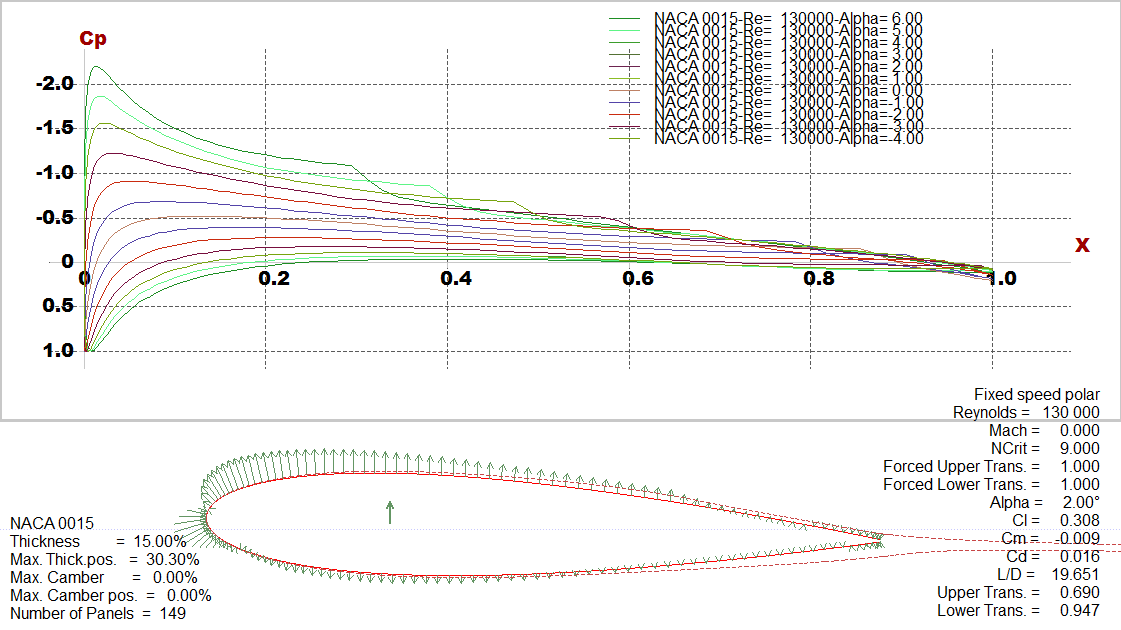 Cp
NACA 0015-Re= 130000-Alpha= 6.00
NACA 0015-Re= 130000-Alpha= 5.00
NACA 0015-Re= 130000-Alpha= 4.00
NACA 0015-Re= 130000-Alpha= 3.00
NACA 0015-Re= 130000-Alpha= 2.00
NACA 0015-Re= 130000-Alpha= 1.00
NACA 0015-Re= 130000-Alpha= 0.00
NACA 0015-Re= 130000-Alpha=-1.00
NACA 0015-Re= 130000-Alpha=-2.00
NACA 0015-Re= 130000-Alpha=-3.00
NACA 0015-Re= 130000-Alpha=-4.00
-2.0
-1.5
-1.0
-0.5
0
0.5
1.0
X
0 0.2 0.4 0.6 0.8 1.0
Fixed speed polar
Reynolds = 130 000
Mach = 0.000
NCrit = 9.000
Forced Upper Trans. = 1.000
Forced Lower Trans. = 1.000
Alpha = 2.00°
Cl = 0.308
Cm = -0.009
Cd = 0.016
L/D = 19.651
Upper Trans. = 0.690
Lower Trans. = 0.947
NACA 0015
Thickness = 15.00%
Max. Thick.pos. = 30.30%
Max. Camber = 0.00%
Max. Camber pos. = 0.00%
Number of Panels = 149